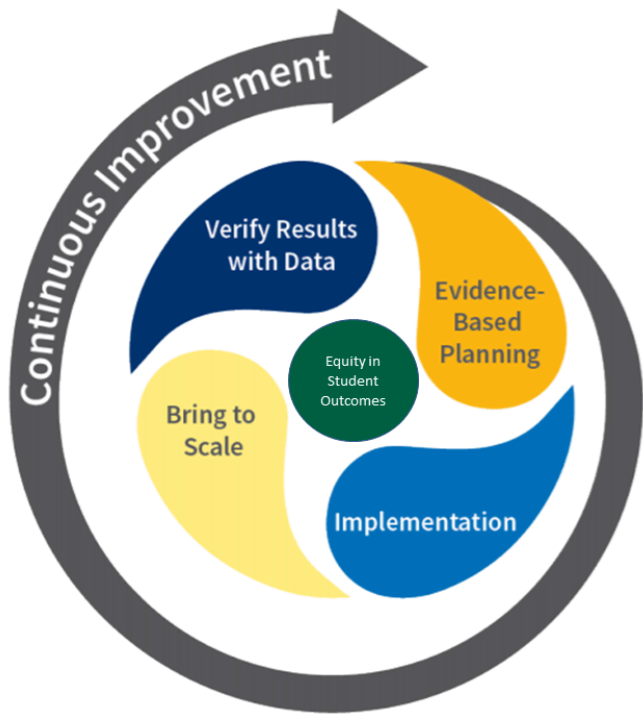 Continuous Improvement
Verify Results
with Data
Evidence-
Based
Planning
Equity in
Student
Outcomes
Bring to
Scale
Implementation